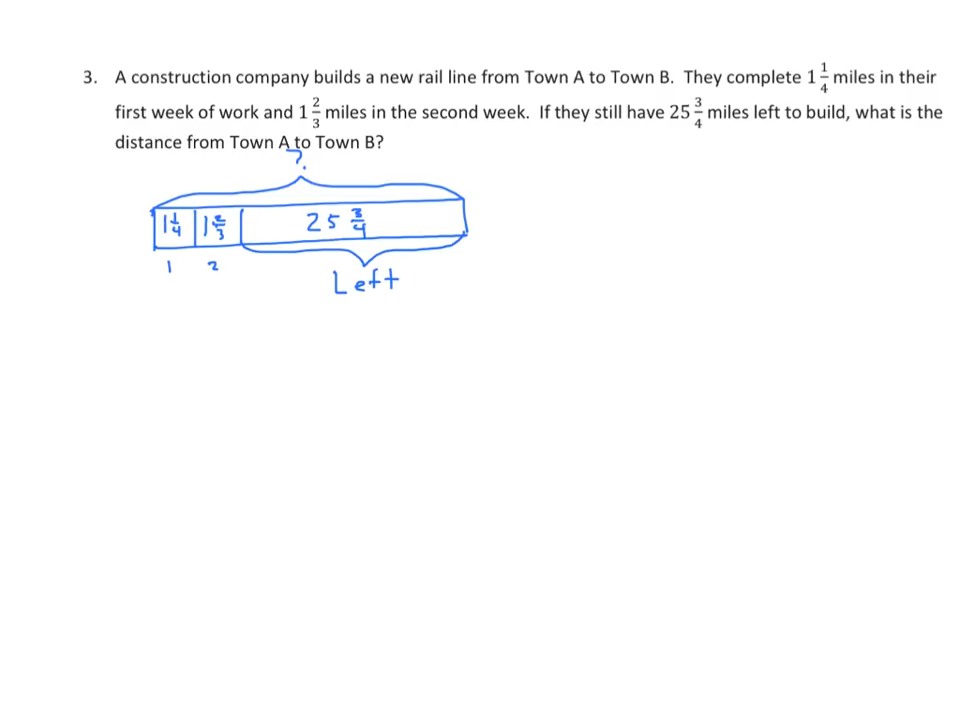 3. A construction company builds a new rail line from Town A to Town B. They complete 1 1/4 miles in their
first week of work and 1 2/3 miles in the second week. If they still have 25 3/4 miles left to build, what is the
distance from Town A to Town B?
?
1 1/4 1 2/3 25 3/4
1 2
Left